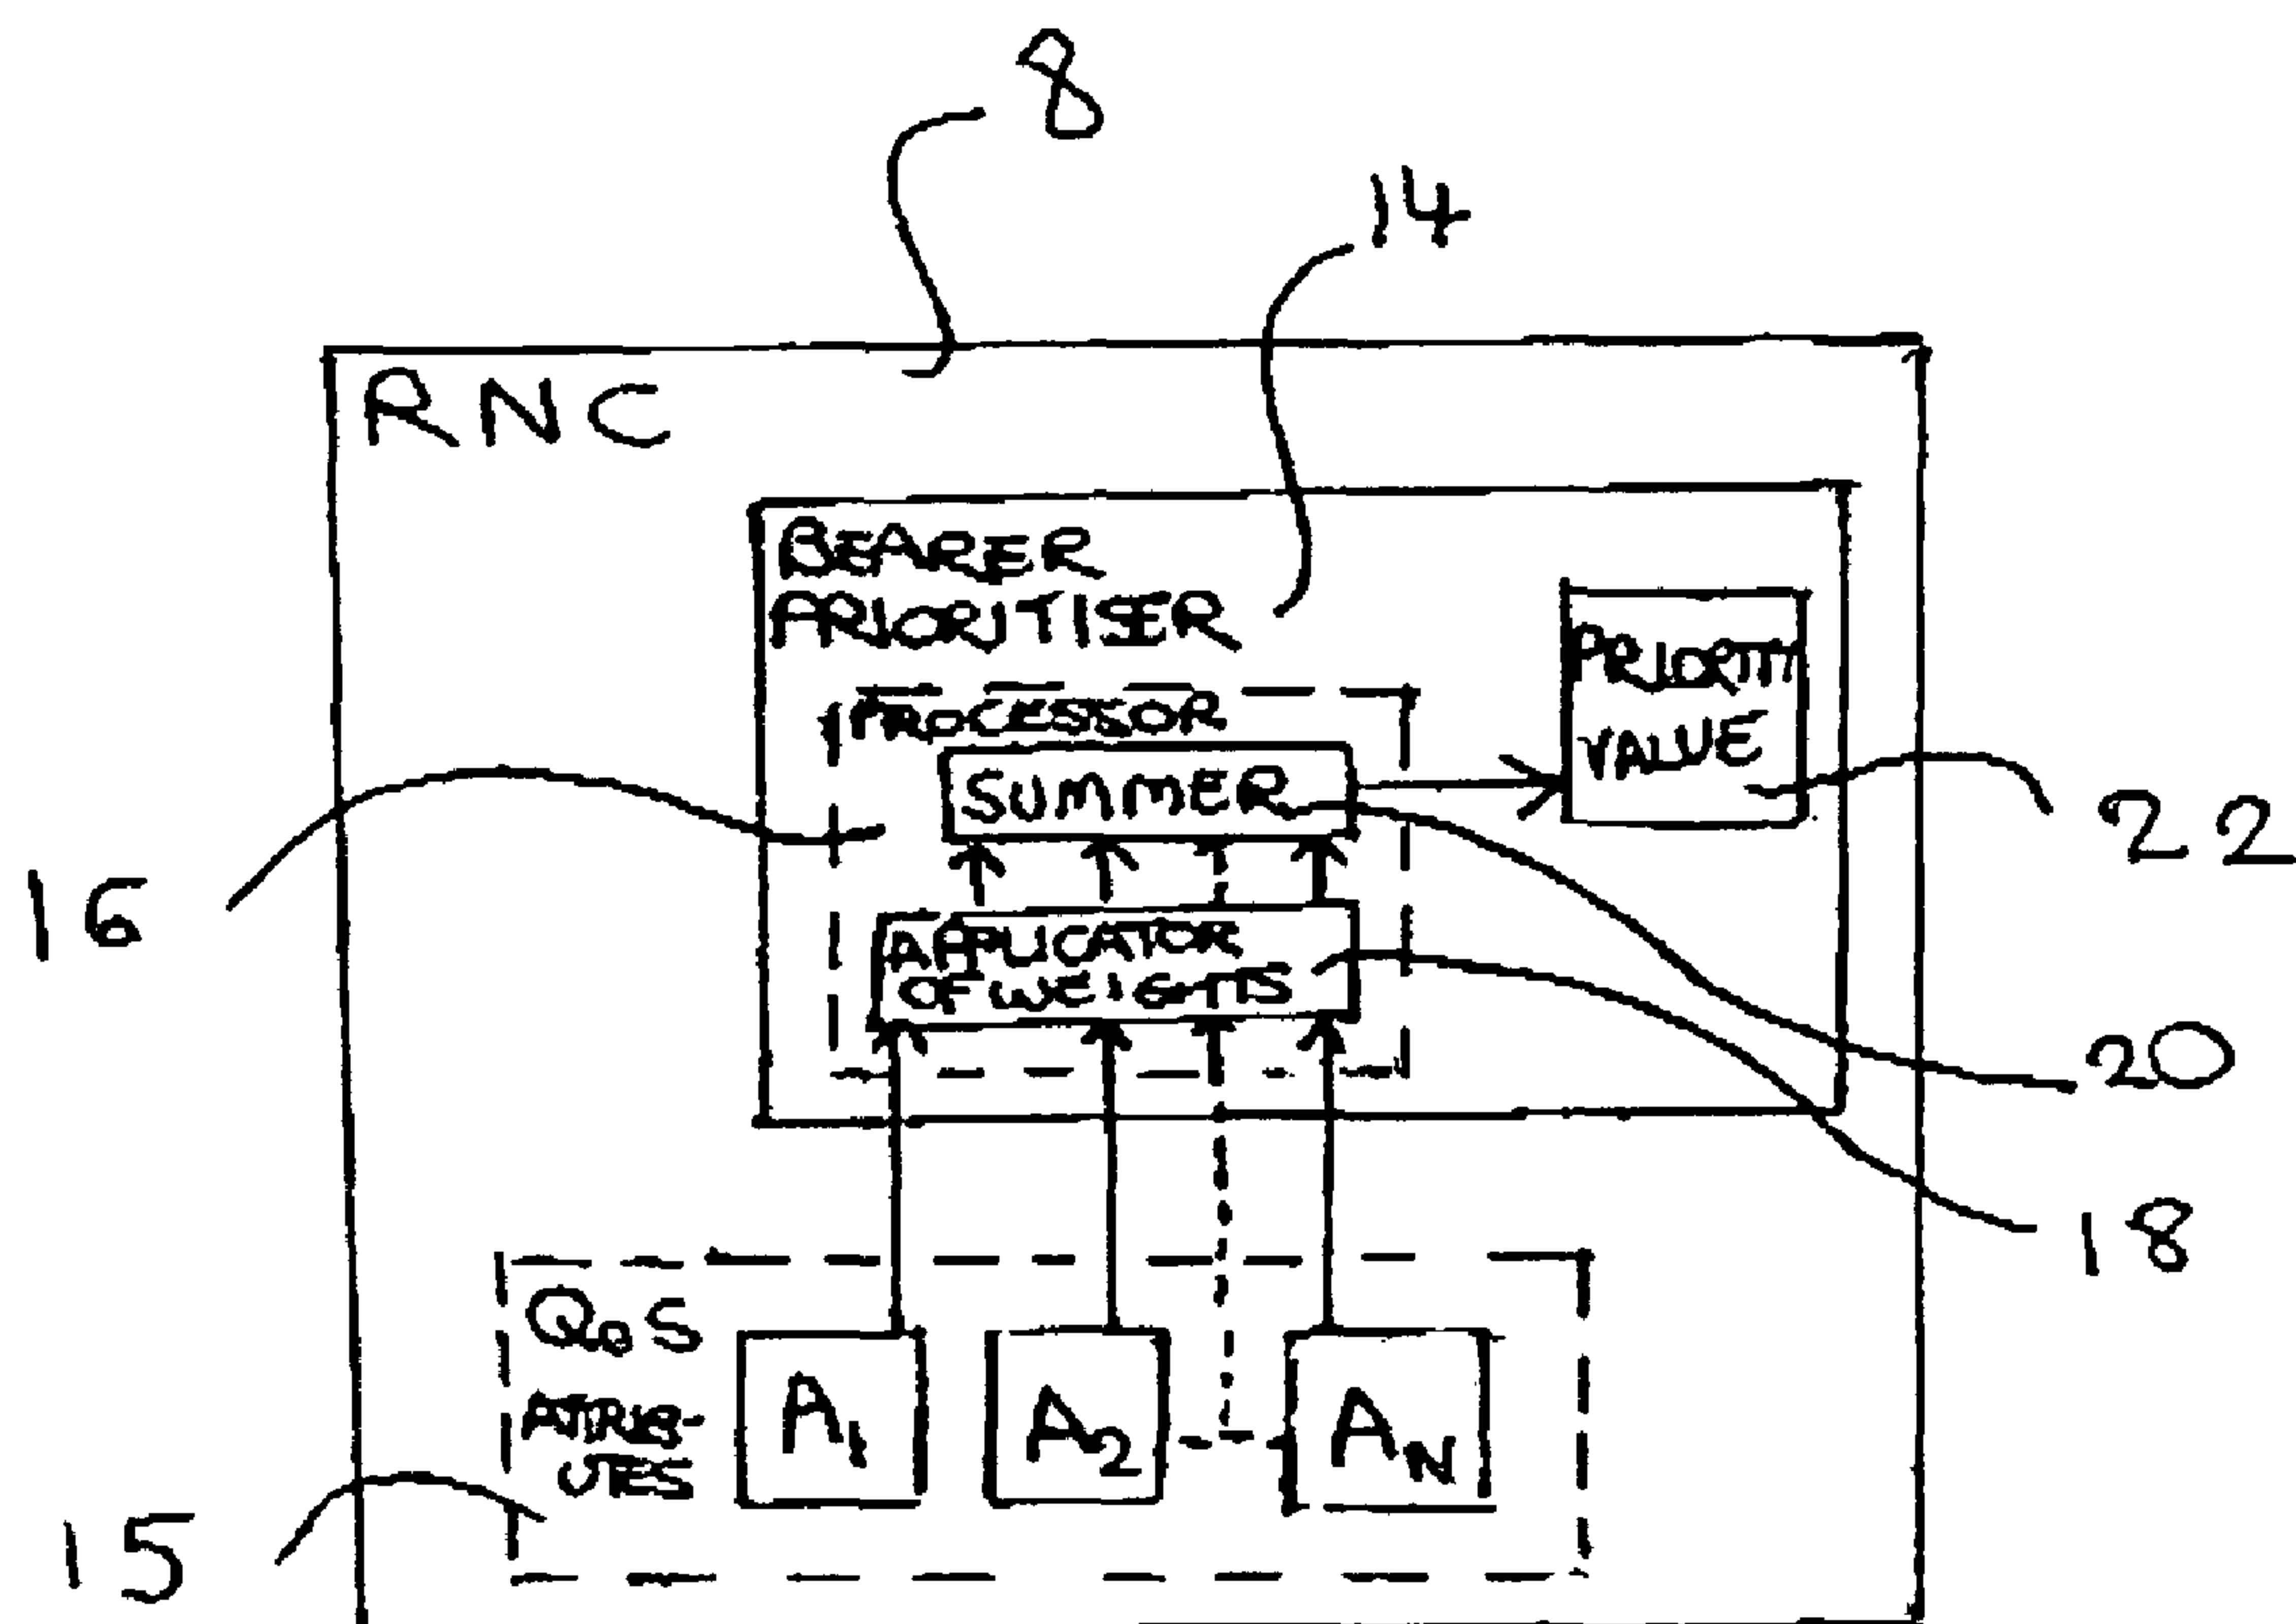 8
14
RNC
BEARER
PRIORITISER
PRIORITY
VALUE
PROCESSOR
SUMMER
22
16
APPLICATOR
OF WEIGHTS
20
18
QoS
ATTRIB-
UTES
A1
A2
AN
15